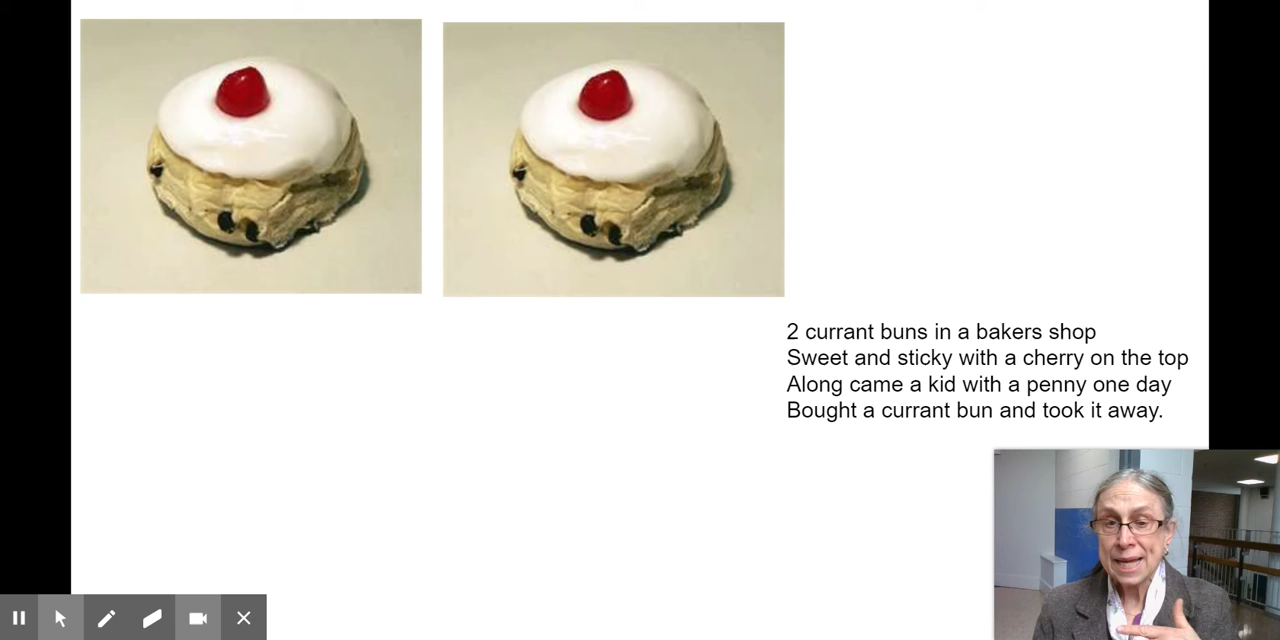 2 currant buns in a bakers shop
Sweet and sticky with a cherry on the top
Along came a kid with a penny one day
Bought a currant bun and took it away.